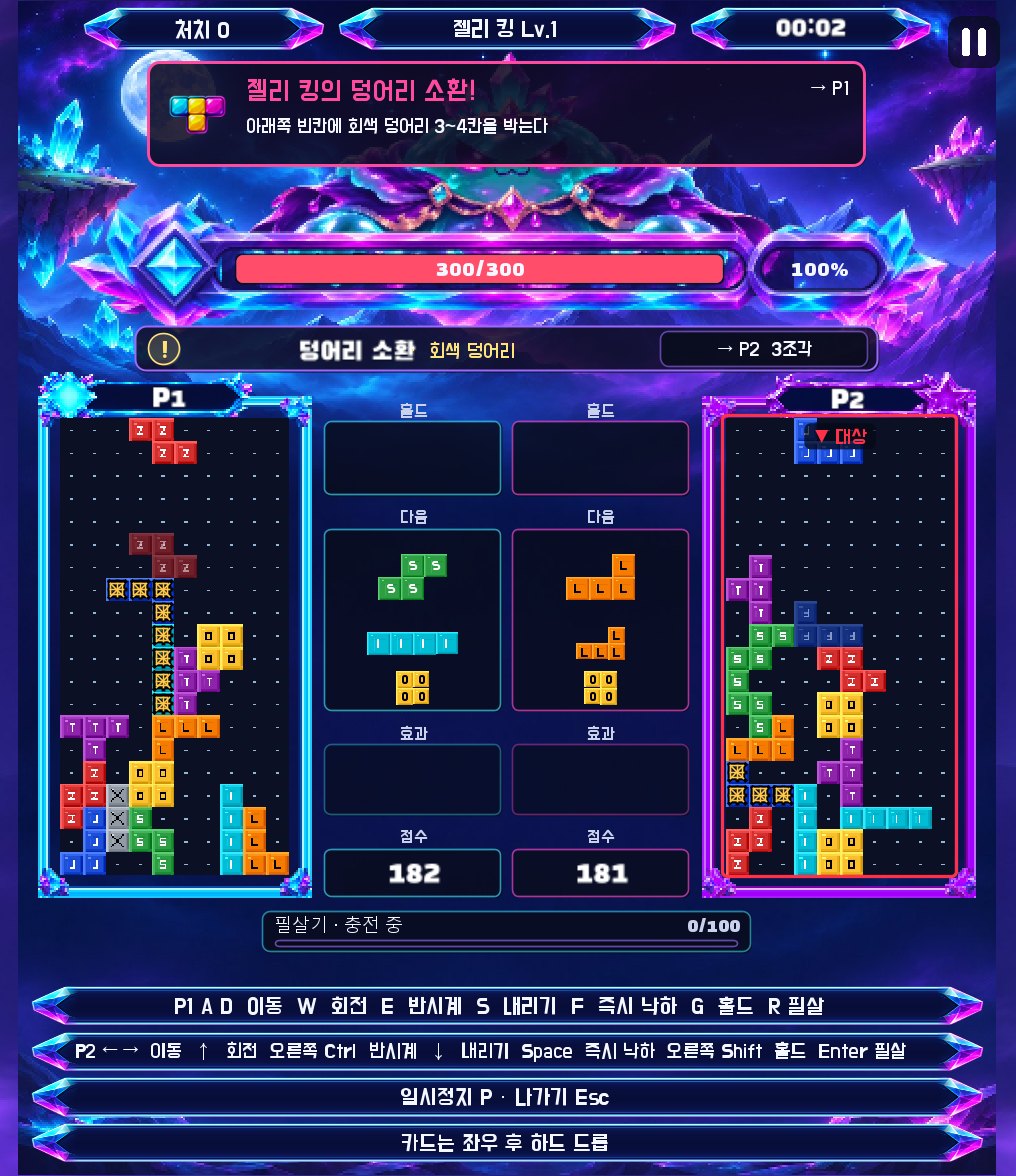 처치 0
젤리 킹 Lv.1
00:02
젤리 킹의 덩어리 소환!
→ P1
아래쪽 빈칸에 회색 덩어리 3~4칸을 박는다
300/300
100%
! 덩어리 소환 회색 덩어리
→ P2 3조각
P1
P2
홀드
홀드
▼ 대상
다음
다음
효과
효과
점수
점수
182
181
필살기 · 충전 중
0/100
P1 A D 이동 W 회전 E 반시계 S 내리기 F 즉시 낙하 G 홀드 R 필살
P2 ← → 이동 ↑ 회전 오른쪽 Ctrl 반시계 ↓ 내리기 Space 즉시 낙하 오른쪽 Shift 홀드 Enter 필살
일시정지 P · 나가기 Esc
카드는 좌우 후 하드 드롭